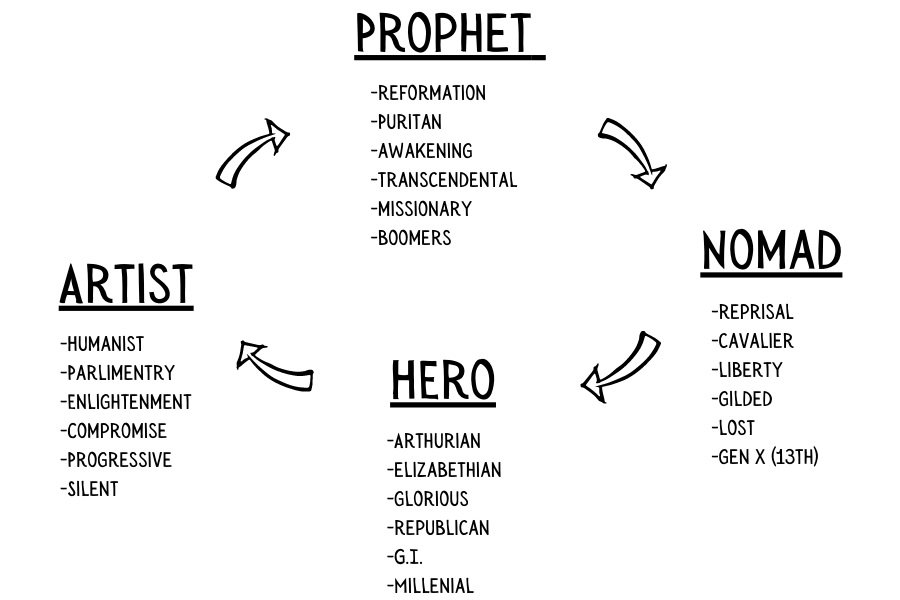 PROPHET
-REFORMATION
-PURITAN
-AWAKENING
-TRANSCENDENTAL
-MISSIONARY
-BOOMERS
NOMAD
-REPRISAL
-CAVALIER
-LIBERTY
-GILDED
-LOST
-GEN X (13TH)
HERO
-ARTHURIAN
-ELIZABETHIAN
-GLORIOUS
-REPUBLICAN
-G.I.
-MILLENIAL
ARTIST
-HUMANIST
-PARLIMENTRY
-ENLIGHTENMENT
-COMPROMISE
-PROGRESSIVE
-SILENT